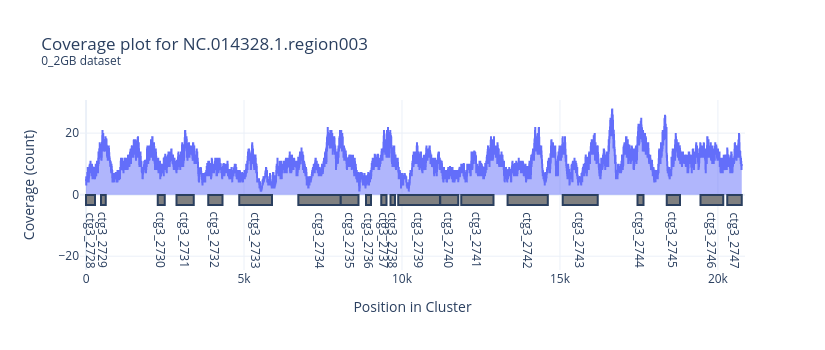 Coverage plot for NC.014328.1.region003
0_2GB dataset
Coverage (count)
20
0
−20
ctg3_2728
ctg3_2729
ctg3_2730
ctg3_2731
ctg3_2732
ctg3_2733
ctg3_2734
ctg3_2735
ctg3_2736
ctg3_2737
ctg3_2738
ctg3_2739
ctg3_2740
ctg3_2741
ctg3_2742
ctg3_2743
ctg3_2744
ctg3_2745
ctg3_2746
ctg3_2747
0
5k
10k
15k
20k
Position in Cluster